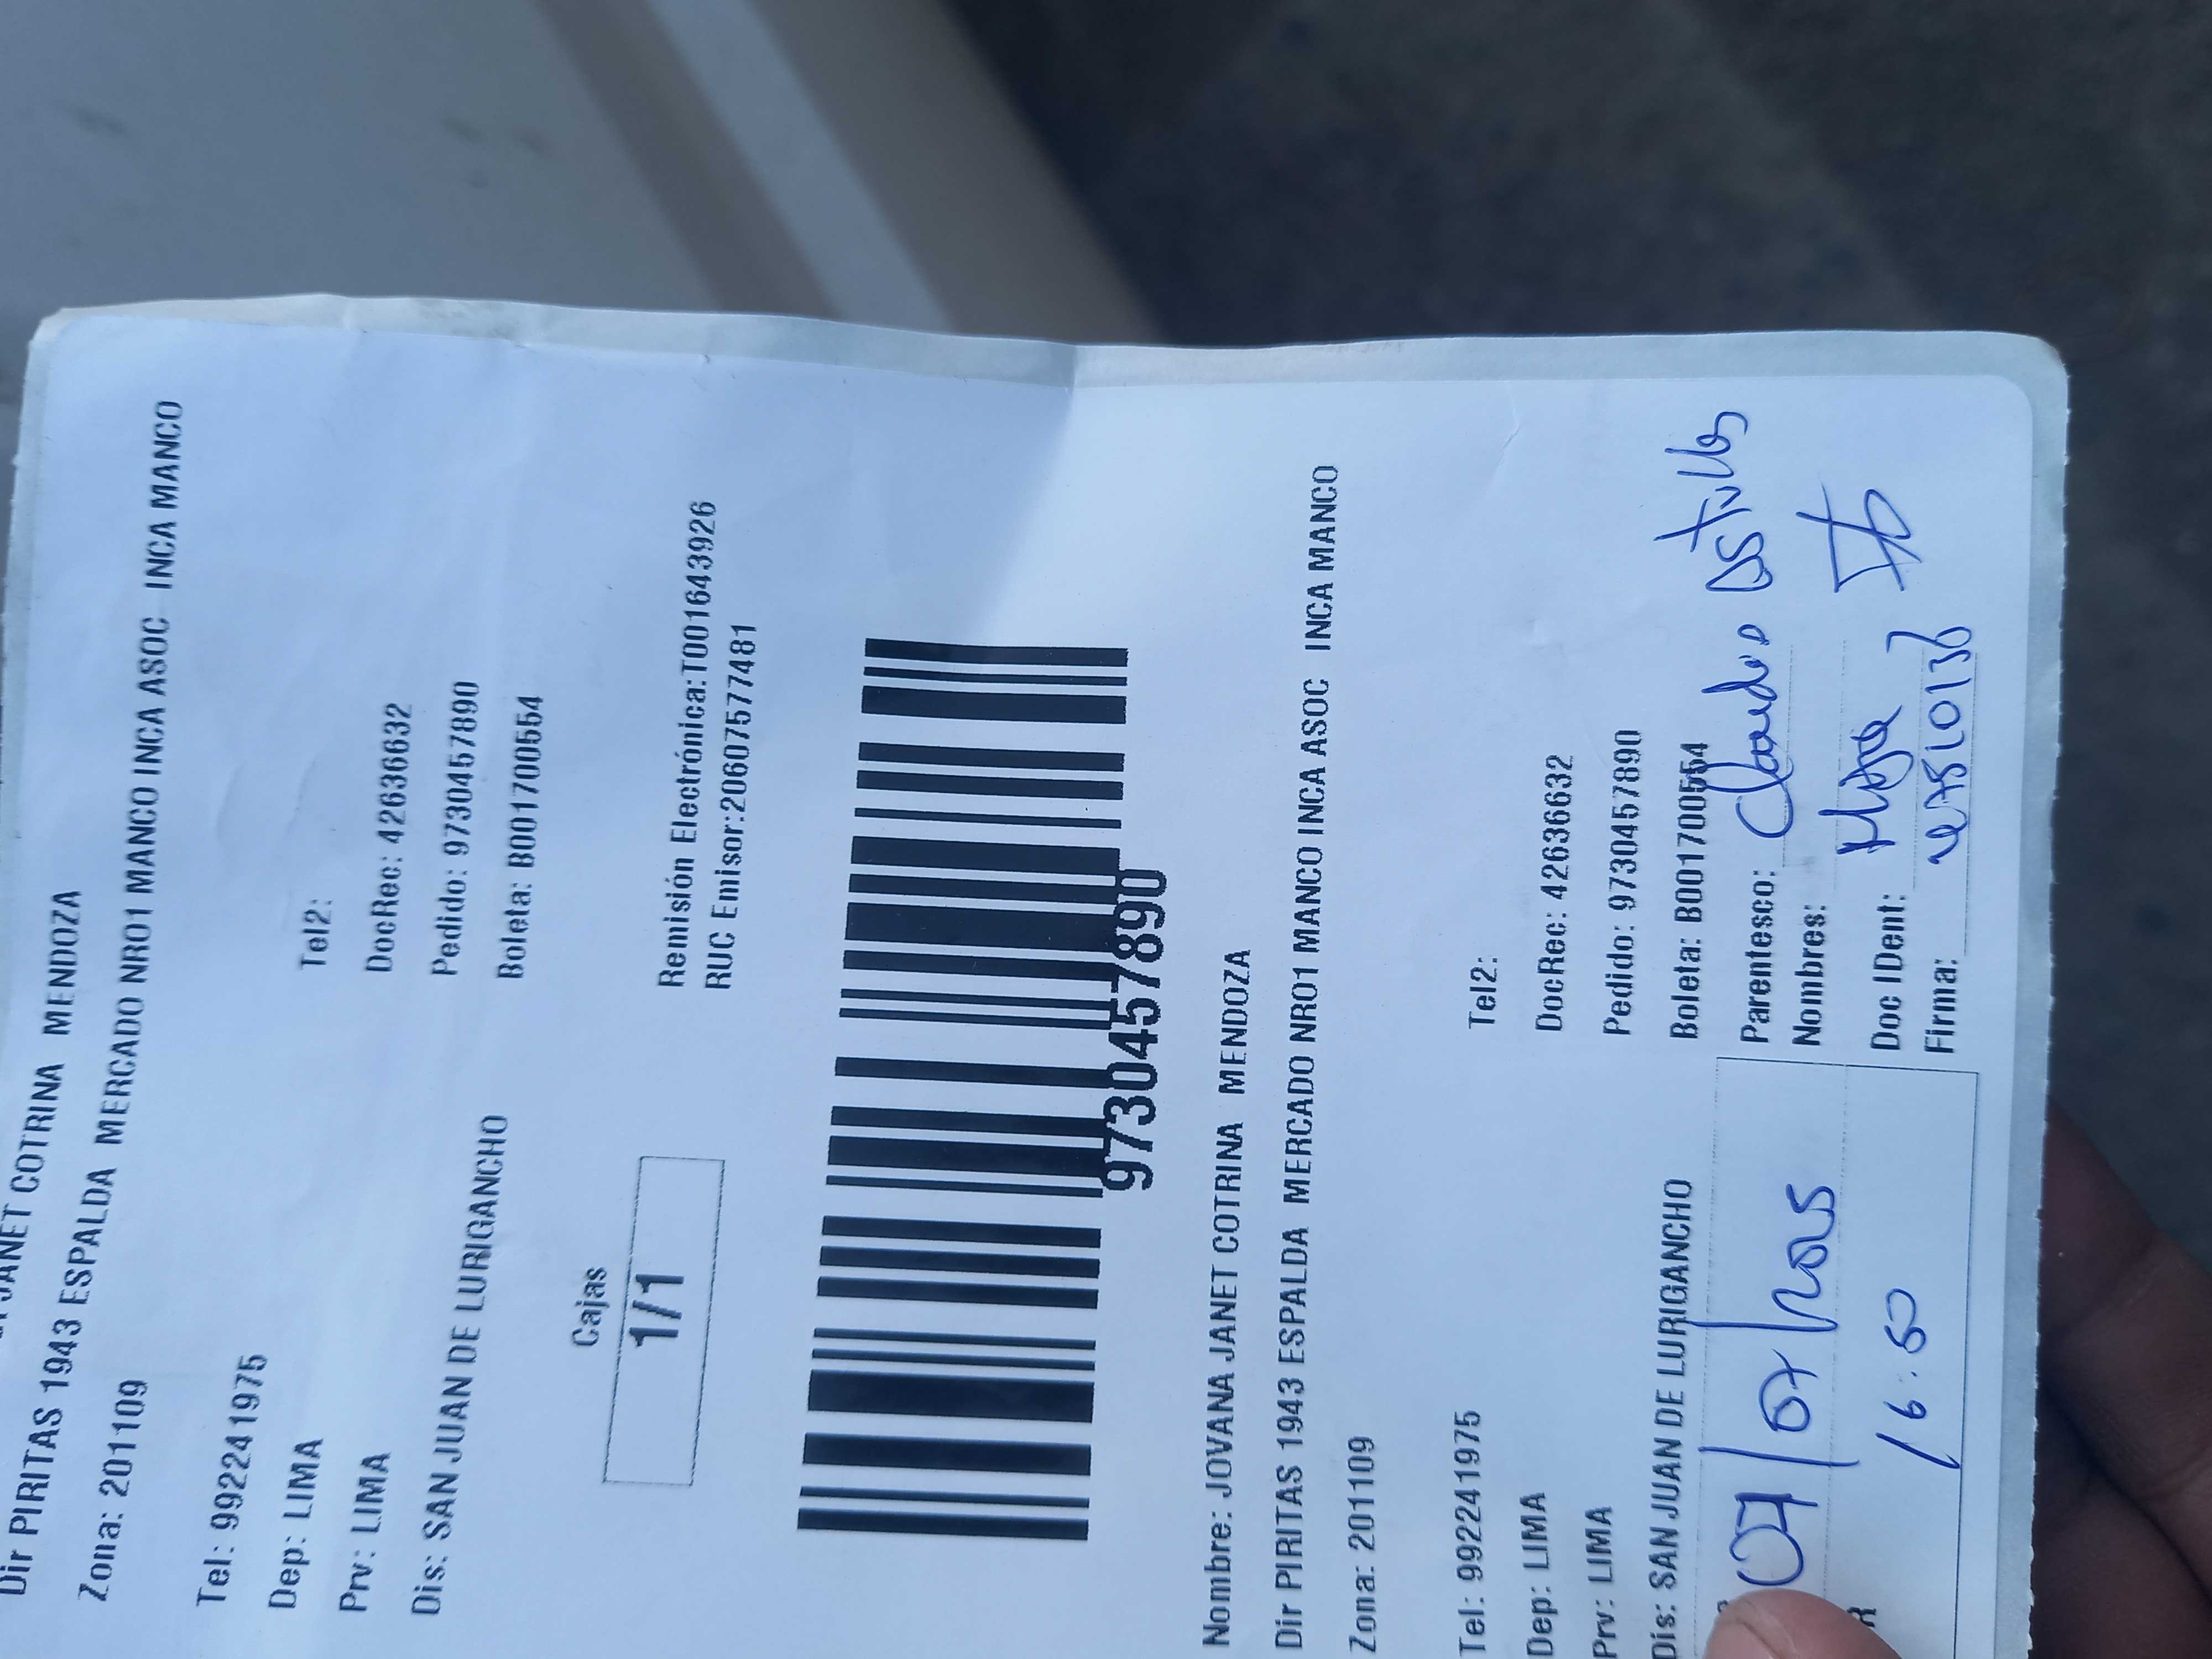 JANET COTRINA MENDOZA
Dir PIRITAS 1943 ESPALDA MERCADO NRO1 MANCO INCA ASOC INCA MANCO
Zona: 201109
Tel: 992241975 Tel2:
Dep: LIMA DocRec: 42636632
Prv: LIMA Pedido: 9730457890
Dis: SAN JUAN DE LURIGANCHO Boleta: B001700554
Cajas
1/1
Remisión Electrónica:T001643926
RUC Emisor:20607577481
9730457890
Nombre: JOVANA JANET COTRINA MENDOZA
Dir PIRITAS 1943 ESPALDA MERCADO NRO1 MANCO INCA ASOC INCA MANCO
Zona: 201109
Tel: 992241975 Tel2:
Dep: LIMA DocRec: 42636632
Prv: LIMA Pedido: 9730457890
Dis: SAN JUAN DE LURIGANCHO Boleta: B001700554
Parentesco:
Nombres:
Doc IDent:
Firma:
16:50